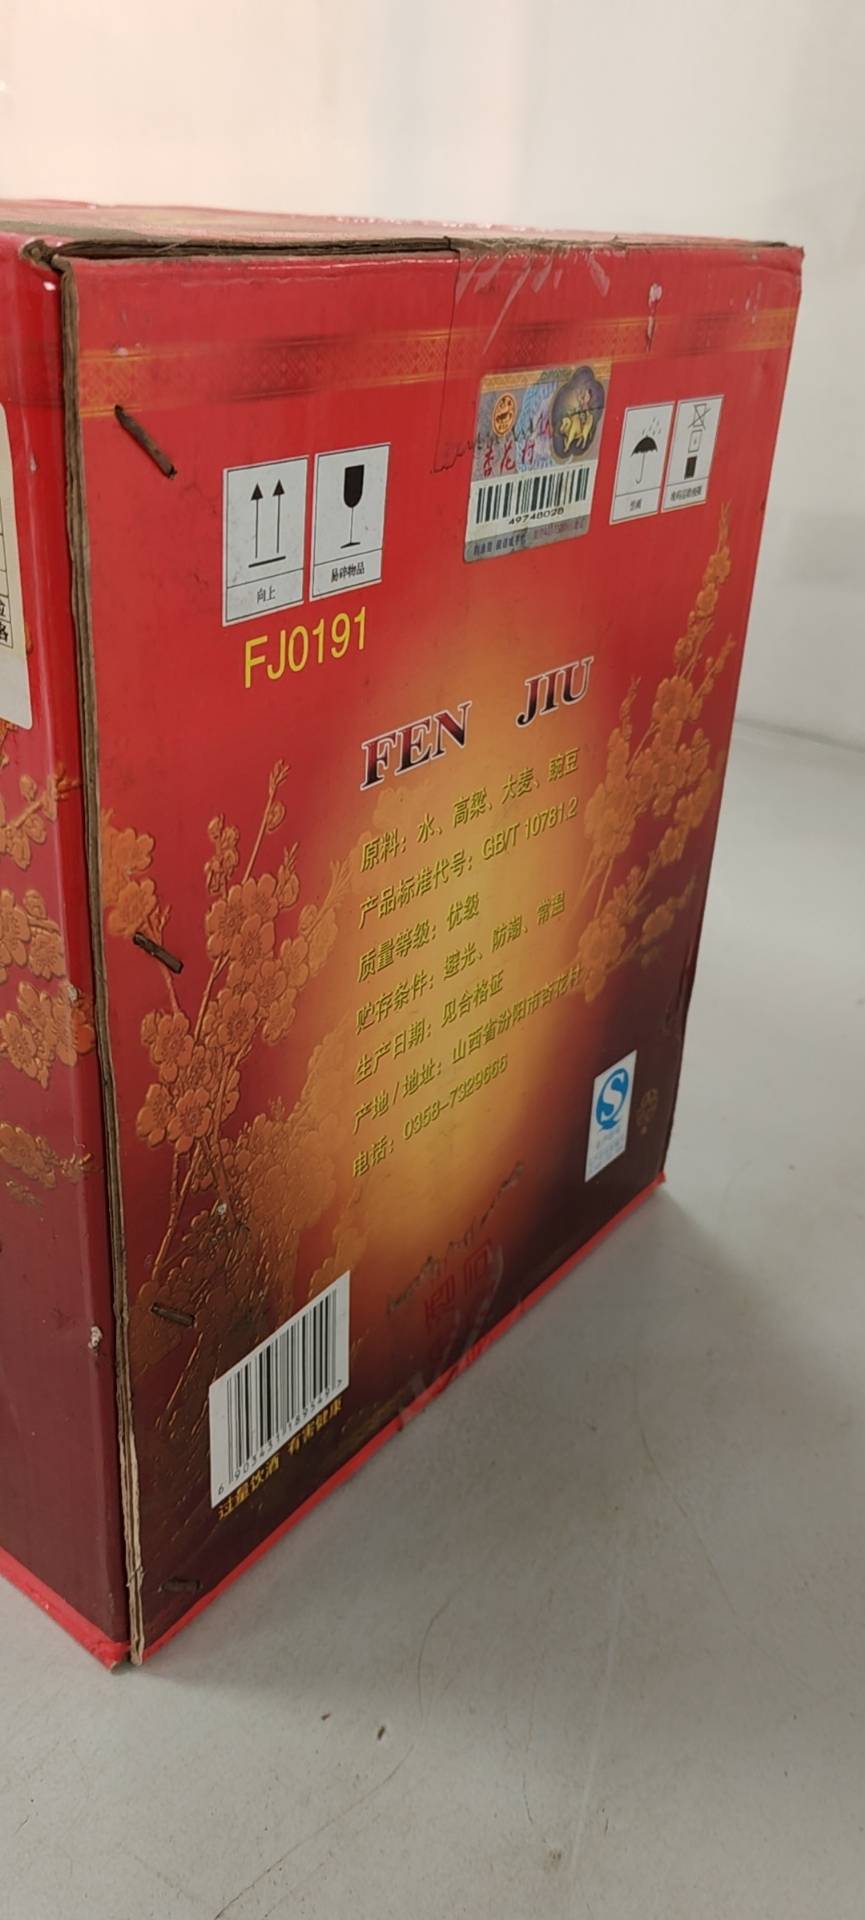 杏花村
49748028
向上
易碎物品
怕雨
FJ0191
FEN JIU
原料：水、高粱、大麦、豌豆
产品标准代号：GB/T 10781.2
质量等级：优级
贮存条件：避光、防潮、常温
生产日期：见合格证
产地/地址：山西省汾阳市杏花村
电话：0358-7329666
过量饮酒 有害健康